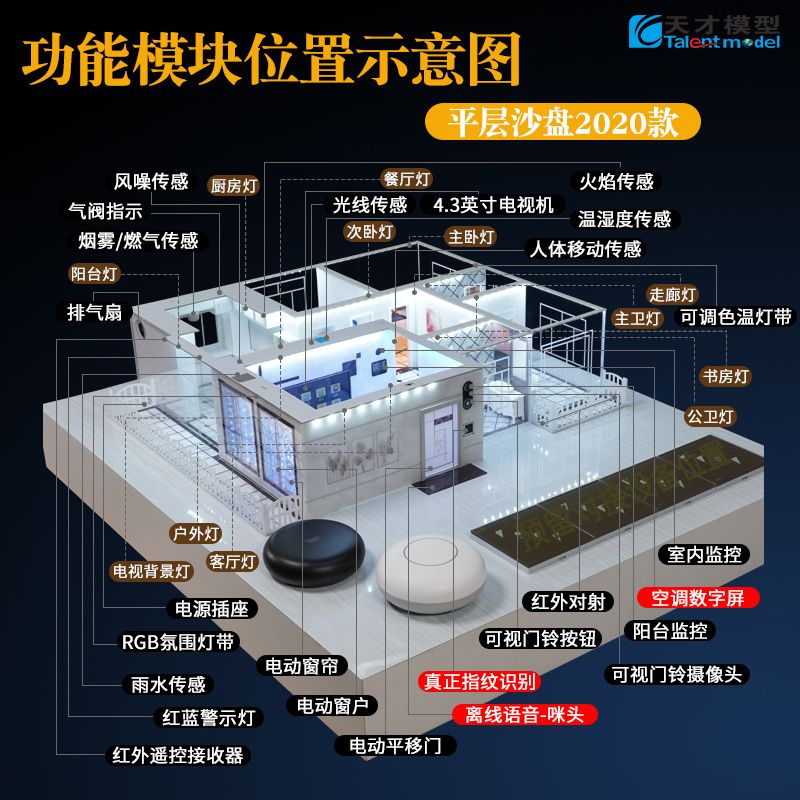 天才模型
Talent model
功能模块位置示意图
平层沙盘2020款
风噪传感
厨房灯
餐厅灯
火焰传感
气阀指示
光线传感
4.3英寸电视机
温湿度传感
烟雾/燃气传感
次卧灯
主卧灯
人体移动传感
阳台灯
走廊灯
排气扇
主卫灯
可调色温灯带
书房灯
公卫灯
预留对接设备位置
户外灯
客厅灯
电视背景灯
室内监控
电源插座
红外对射
空调数字屏
RGB氛围灯带
可视门铃按钮
阳台监控
电动窗帘
雨水传感
真正指纹识别
可视门铃摄像头
电动窗户
红蓝警示灯
离线语音-咪头
红外遥控接收器
电动平移门